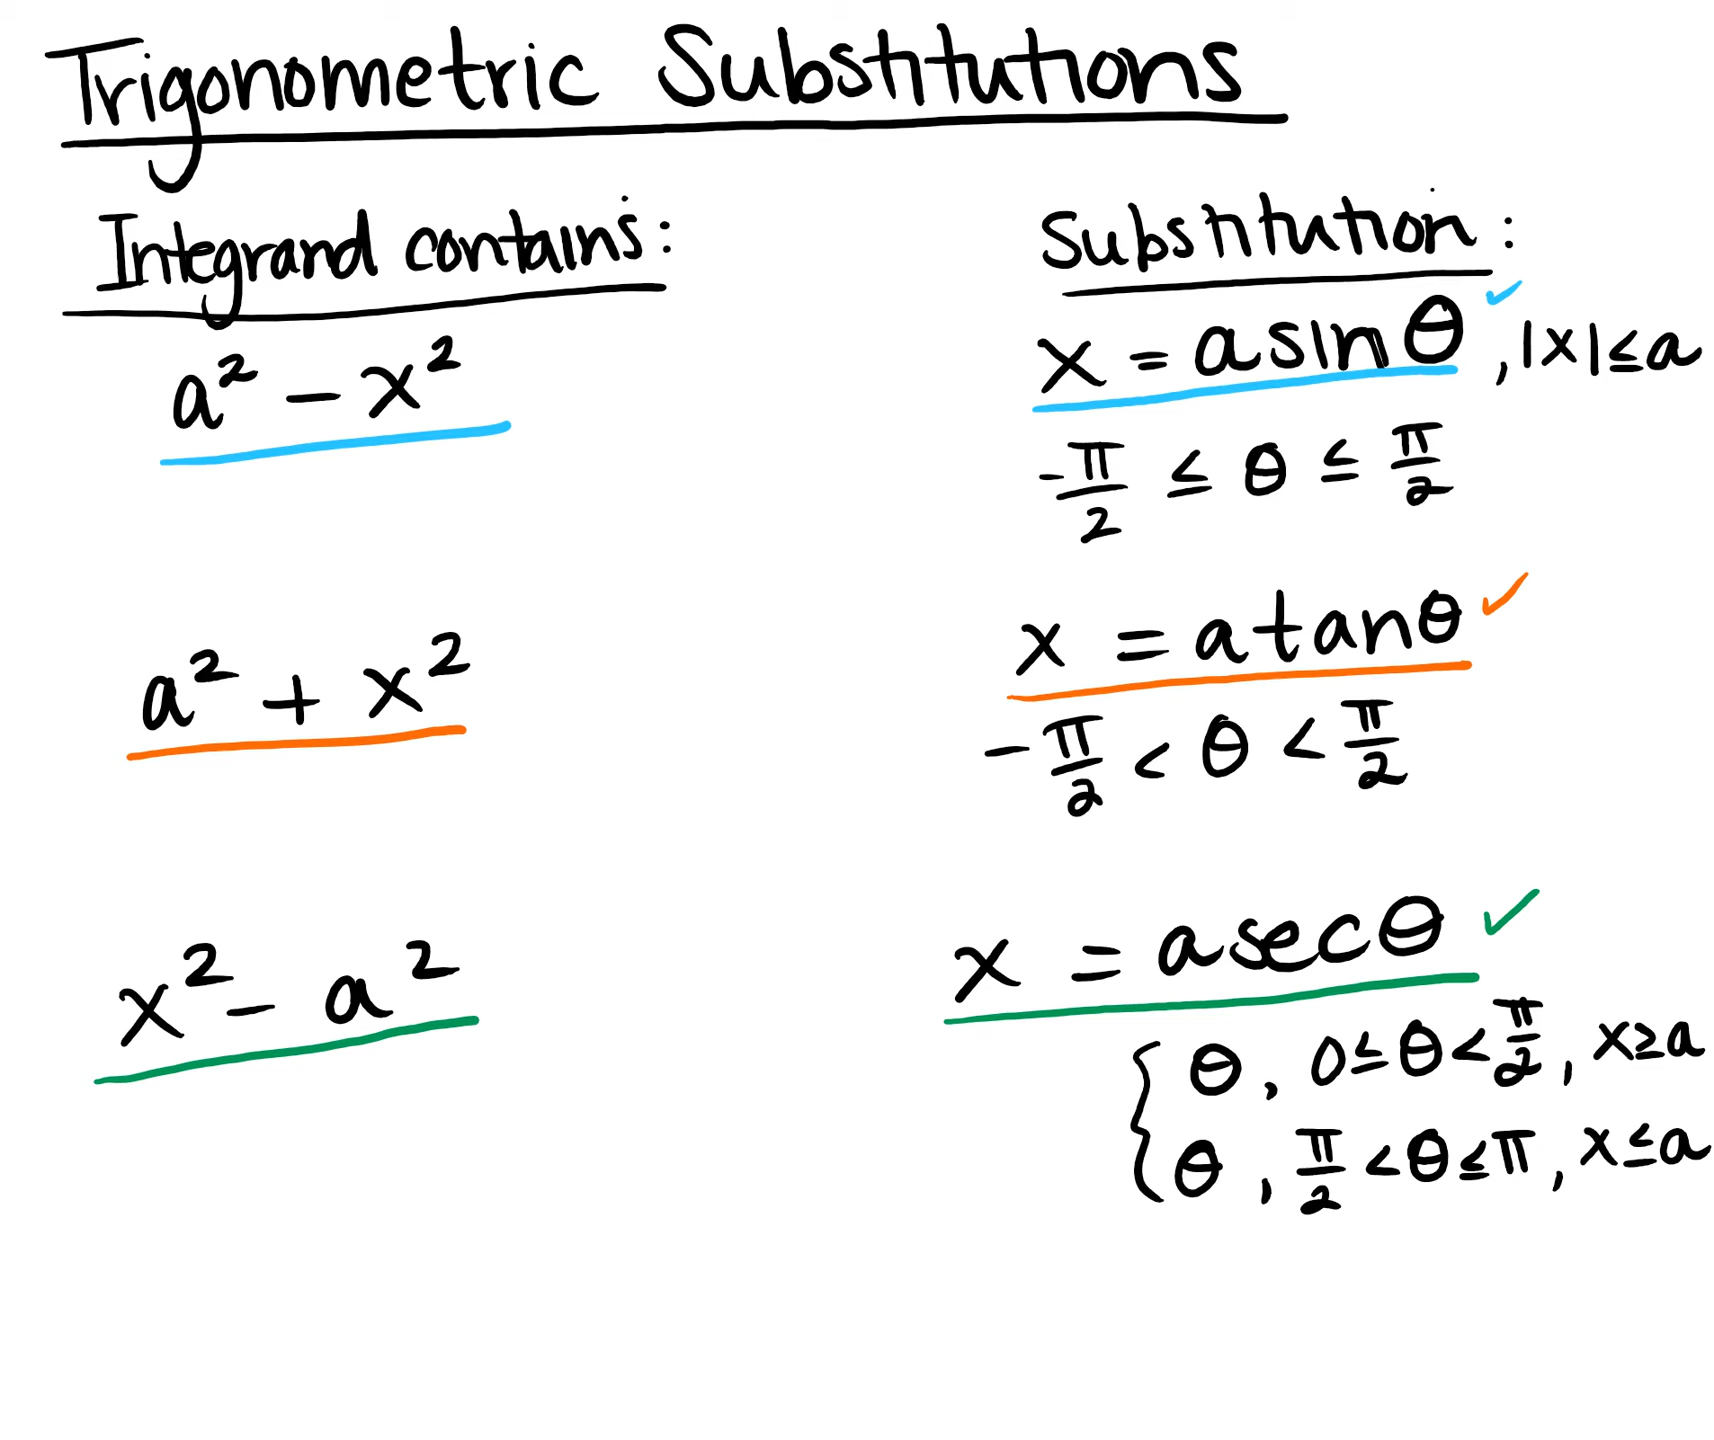 Trigonometric Substitutions
Integrand contains: Substitution:
a² − x² x = a sin θ , |x| ≤ a
-π/2 ≤ θ ≤ π/2
a² + x² x = a tan θ
-π/2 < θ < π/2
x² − a² x = a sec θ
{ θ, 0 ≤ θ < π/2, x ≥ a
θ, π/2 < θ ≤ π, x ≤ a